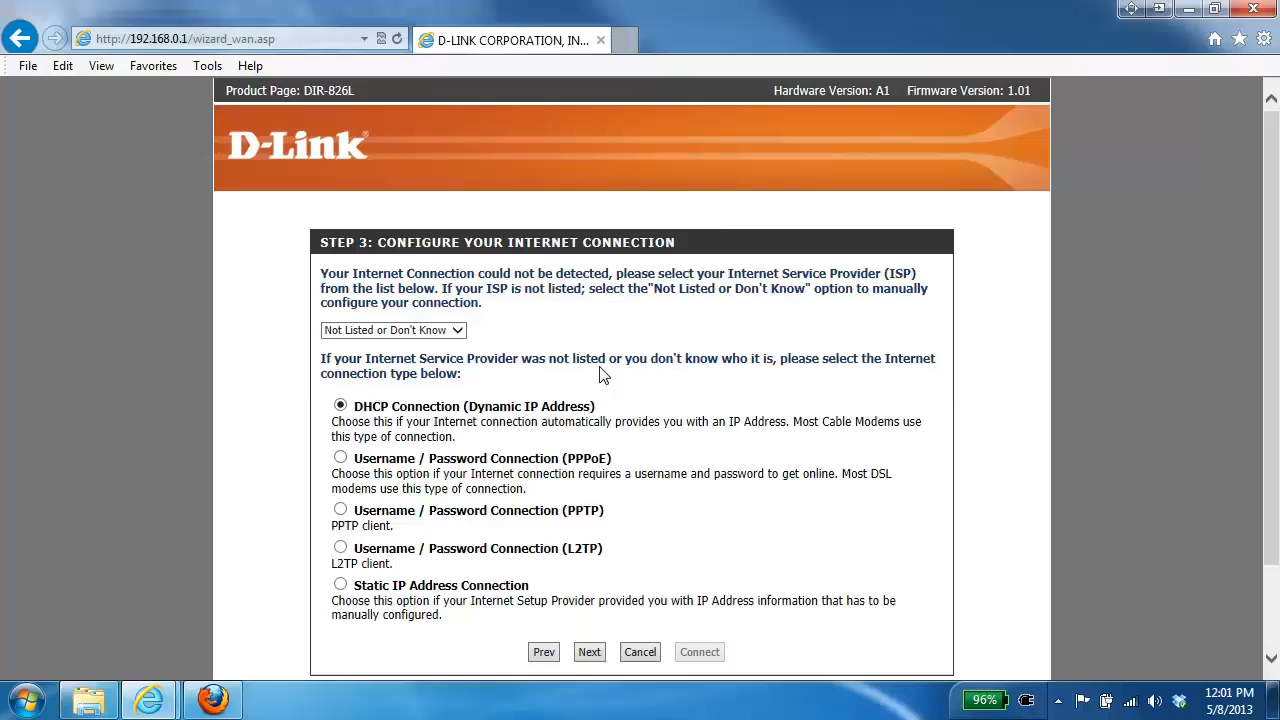 http://192.168.0.1/wizard_wan.asp
D-LINK CORPORATION, IN...
File Edit View Favorites Tools Help
Product Page: DIR-826L Hardware Version: A1 Firmware Version: 1.01
D-Link
STEP 3: CONFIGURE YOUR INTERNET CONNECTION
Your Internet Connection could not be detected, please select your Internet Service Provider (ISP)
from the list below. If your ISP is not listed; select the"Not Listed or Don't Know" option to manually
configure your connection.
Not Listed or Don't Know
If your Internet Service Provider was not listed or you don't know who it is, please select the Internet
connection type below:
DHCP Connection (Dynamic IP Address)
Choose this if your Internet connection automatically provides you with an IP Address. Most Cable Modems use
this type of connection.
Username / Password Connection (PPPoE)
Choose this option if your Internet connection requires a username and password to get online. Most DSL
modems use this type of connection.
Username / Password Connection (PPTP)
PPTP client.
Username / Password Connection (L2TP)
L2TP client.
Static IP Address Connection
Choose this option if your Internet Setup Provider provided you with IP Address information that has to be
manually configured.
Prev Next Cancel Connect
96%
12:01 PM
5/8/2013